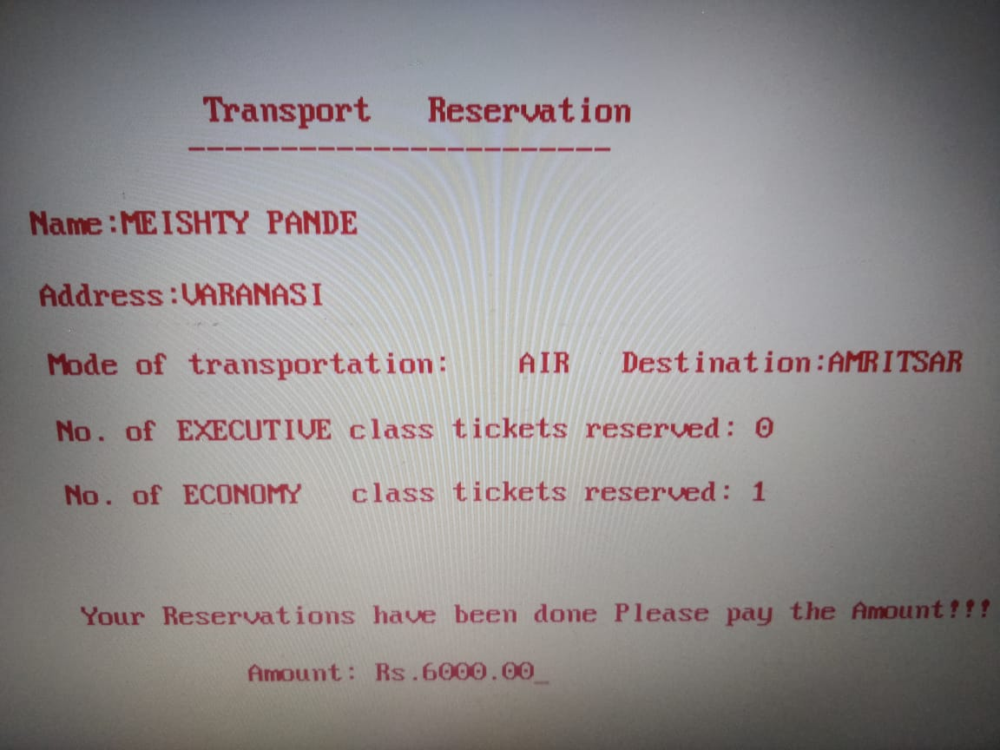 Transport Reservation
-----------------------
Name:MEISHTY PANDE
Address:VARANASI
Mode of transportation: AIR Destination:AMRITSAR
No. of EXECUTIVE class tickets reserved: 0
No. of ECONOMY class tickets reserved: 1
Your Reservations have been done Please pay the Amount!!!
Amount: Rs.6000.00_